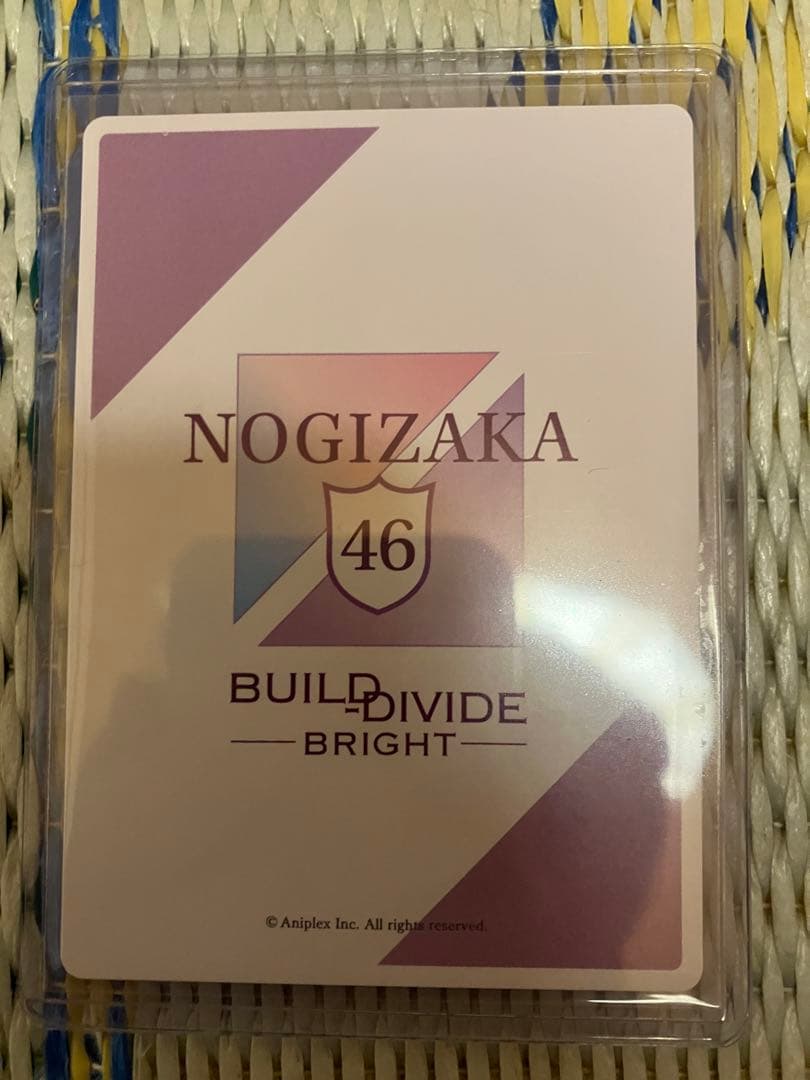 NOGIZAKA
46
BUILD-DIVIDE
BRIGHT
© Aniplex Inc. All rights reserved.